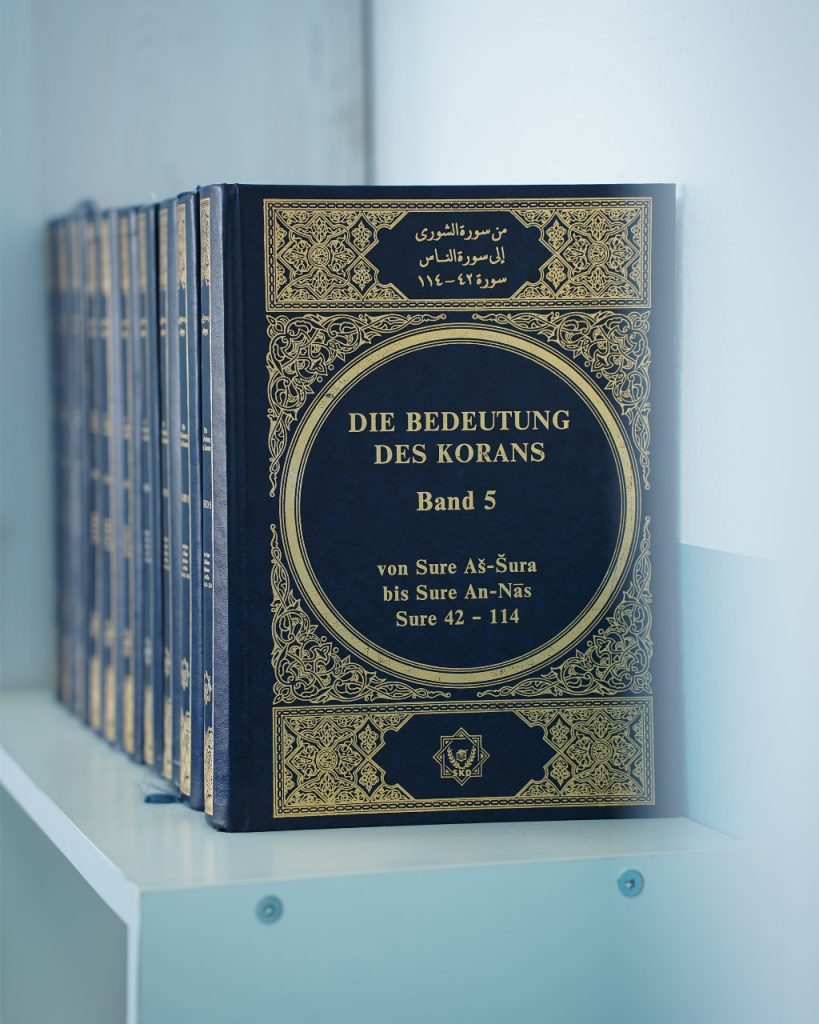 من سورة الشورى
إلى سورة الناس
سورة ٤٢ - ١١٤
DIE BEDEUTUNG
DES KORANS
Band 5
von Sure Aš-Šura
bis Sure An-Nās
Sure 42 - 114
SKD